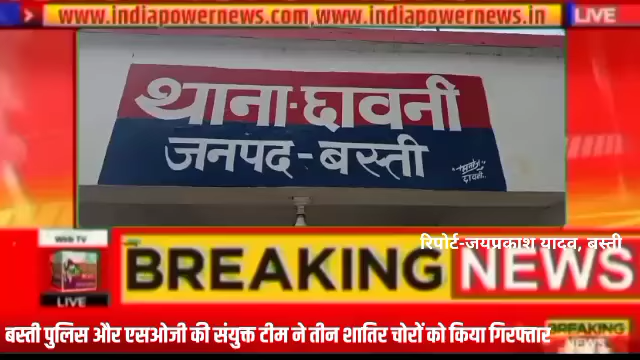 www.indiapowernews.com,www.indiapowernews.in
LIVE
थाना-छावनी
जनपद-बस्ती
रिपोर्ट-जयप्रकाश यादव, बस्ती
Web TV
LIVE
BREAKING NEWS
बस्ती पुलिस और एसओजी की संयुक्त टीम ने तीन शातिर चोरों को किया गिरफ्तार
BREAKING
NEWS